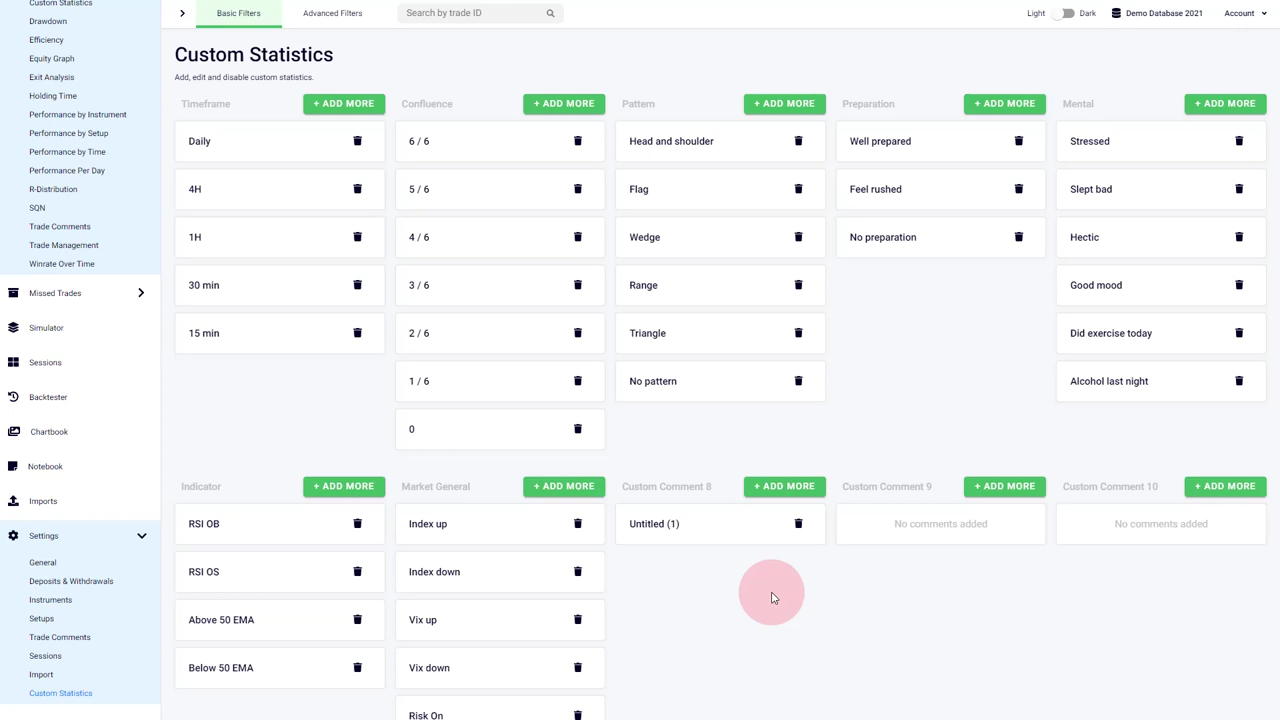 Custom Statistics
Drawdown
Efficiency
Equity Graph
Exit Analysis
Holding Time
Performance by Instrument
Performance by Setup
Performance by Time
Performance Per Day
R-Distribution
SQN
Trade Comments
Trade Management
Winrate Over Time
Missed Trades
Simulator
Sessions
Backtester
Chartbook
Notebook
Imports
Settings
General
Deposits & Withdrawals
Instruments
Setups
Trade Comments
Sessions
Import
Custom Statistics
Basic Filters
Advanced Filters
Search by trade ID
Light
Dark
Demo Database 2021
Account
Custom Statistics
Add, edit and disable custom statistics.
Timeframe
+ ADD MORE
Daily
4H
1H
30 min
15 min
Confluence
+ ADD MORE
6 / 6
5 / 6
4 / 6
3 / 6
2 / 6
1 / 6
0
Pattern
+ ADD MORE
Head and shoulder
Flag
Wedge
Range
Triangle
No pattern
Preparation
+ ADD MORE
Well prepared
Feel rushed
No preparation
Mental
+ ADD MORE
Stressed
Slept bad
Hectic
Good mood
Did exercise today
Alcohol last night
Indicator
+ ADD MORE
RSI OB
RSI OS
Above 50 EMA
Below 50 EMA
Market General
+ ADD MORE
Index up
Index down
Vix up
Vix down
Risk On
Custom Comment 8
+ ADD MORE
Untitled (1)
Custom Comment 9
+ ADD MORE
No comments added
Custom Comment 10
+ ADD MORE
No comments added